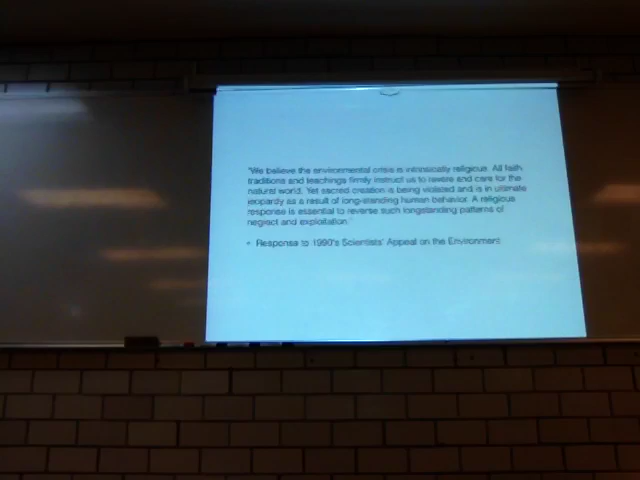 "We believe the environmental crisis is intrinsically religious. All faith
traditions and teachings firmly instruct us to revere and care for the
natural world. Yet sacred creation is being violated and is in ultimate
jeopardy as a result of long-standing human behavior. A religious
response is essential to reverse such longstanding patterns of
neglect and exploitation."
• Response to 1990's Scientists' Appeal on the Environment